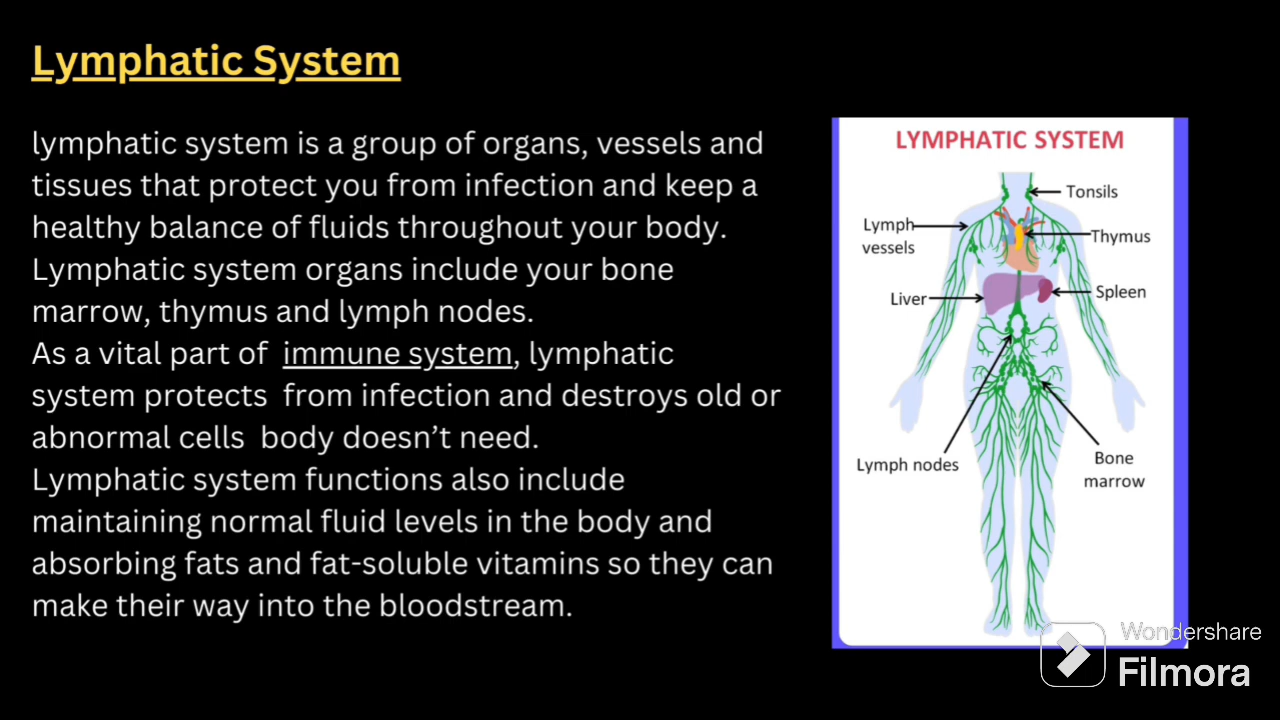 Lymphatic System
lymphatic system is a group of organs, vessels and
tissues that protect you from infection and keep a
healthy balance of fluids throughout your body.
Lymphatic system organs include your bone
marrow, thymus and lymph nodes.
As a vital part of  immune system, lymphatic
system protects  from infection and destroys old or
abnormal cells  body doesn’t need.
Lymphatic system functions also include
maintaining normal fluid levels in the body and
absorbing fats and fat-soluble vitamins so they can
make their way into the bloodstream.
LYMPHATIC SYSTEM
Tonsils
Lymph
vessels
Thymus
Liver
Spleen
Lymph nodes
Bone
marrow
Wondershare
Filmora